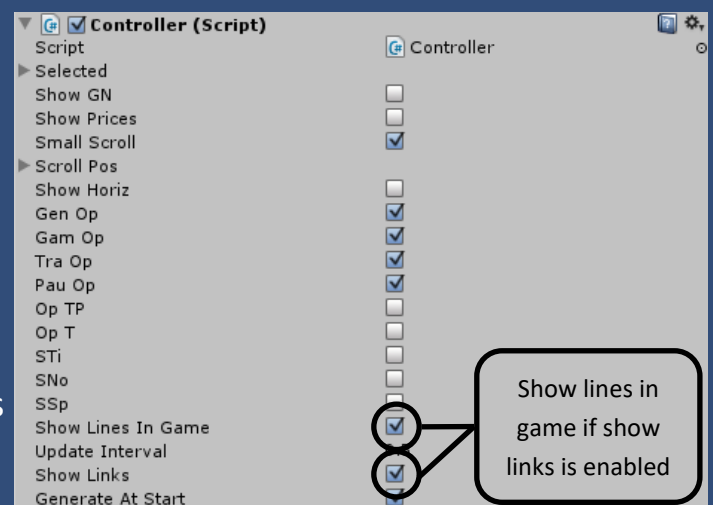 Controller (Script)
Script Controller
Selected
Show GN
Show Prices
Small Scroll
Scroll Pos
Show Horiz
Gen Op
Gam Op
Tra Op
Pau Op
Op TP
Op T
STi
SNo
SSp
Show Lines In Game
Update Interval
Show Links
Generate At Start
Show lines in
game if show
links is enabled
s